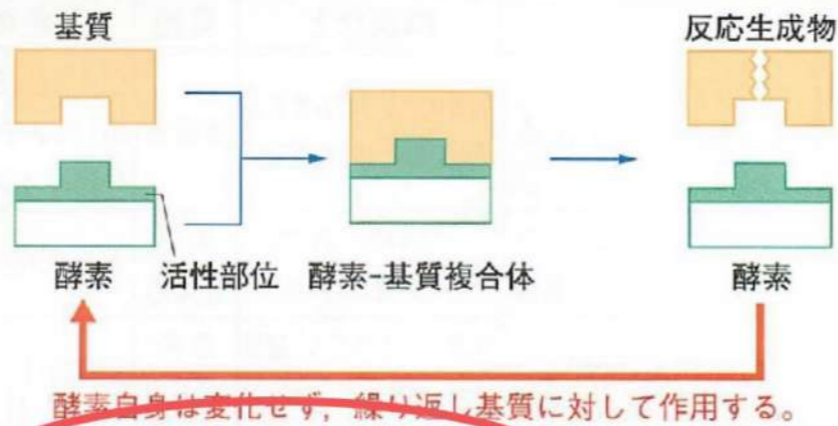 基質
反応生成物
酵素
活性部位
酵素-基質複合体
酵素
酵素自身は変化せず，繰り返し基質に対して作用する。